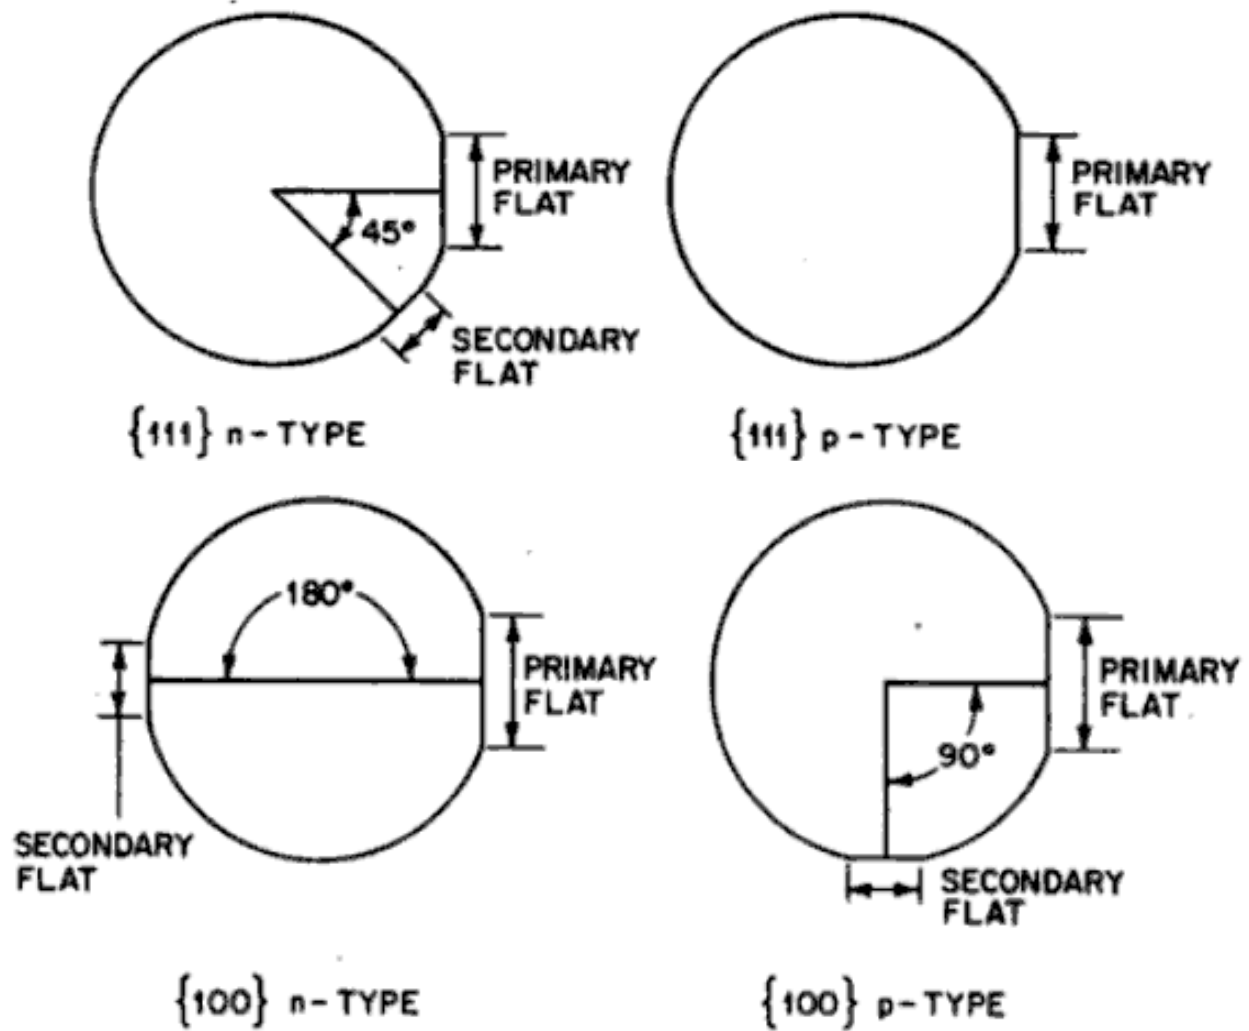 PRIMARY
FLAT
45°
SECONDARY
FLAT
{111} n-TYPE
PRIMARY
FLAT
{111} p-TYPE
180°
PRIMARY
FLAT
SECONDARY
FLAT
{100} n-TYPE
PRIMARY
FLAT
90°
SECONDARY
FLAT
{100} p-TYPE